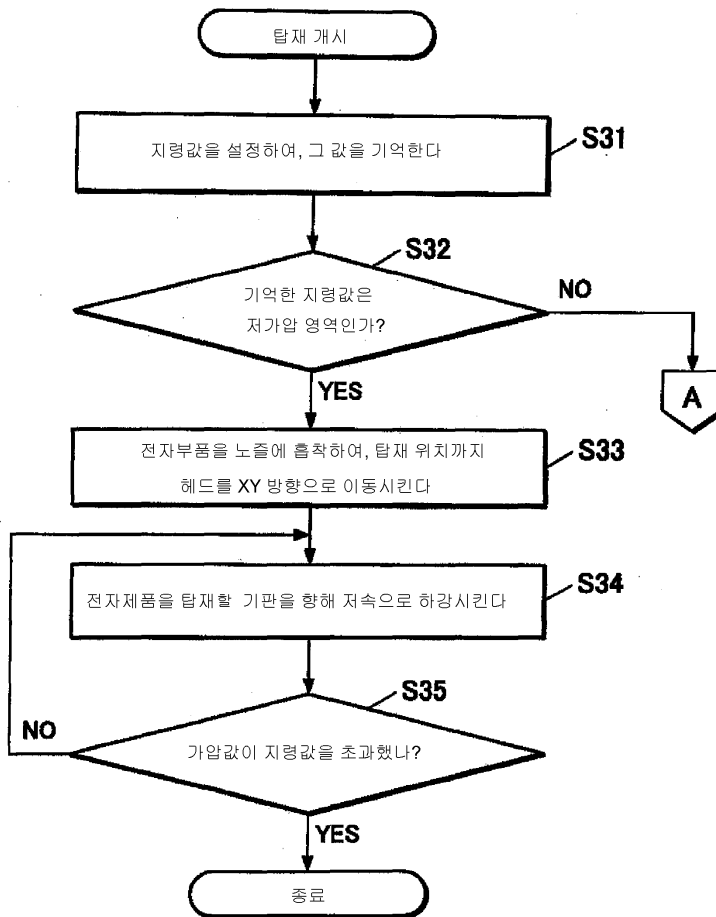 탑재 개시
지령값을 설정하여, 그 값을 기억한다
S31
S32
기억한 지령값은
저가압 영역인가?
NO
YES
A
전자부품을 노즐에 흡착하여, 탑재 위치까지
헤드를 XY 방향으로 이동시킨다
S33
전자제품을 탑재할 기판을 향해 저속으로 하강시킨다
S34
S35
NO
가압값이 지령값을 초과했나?
YES
종료